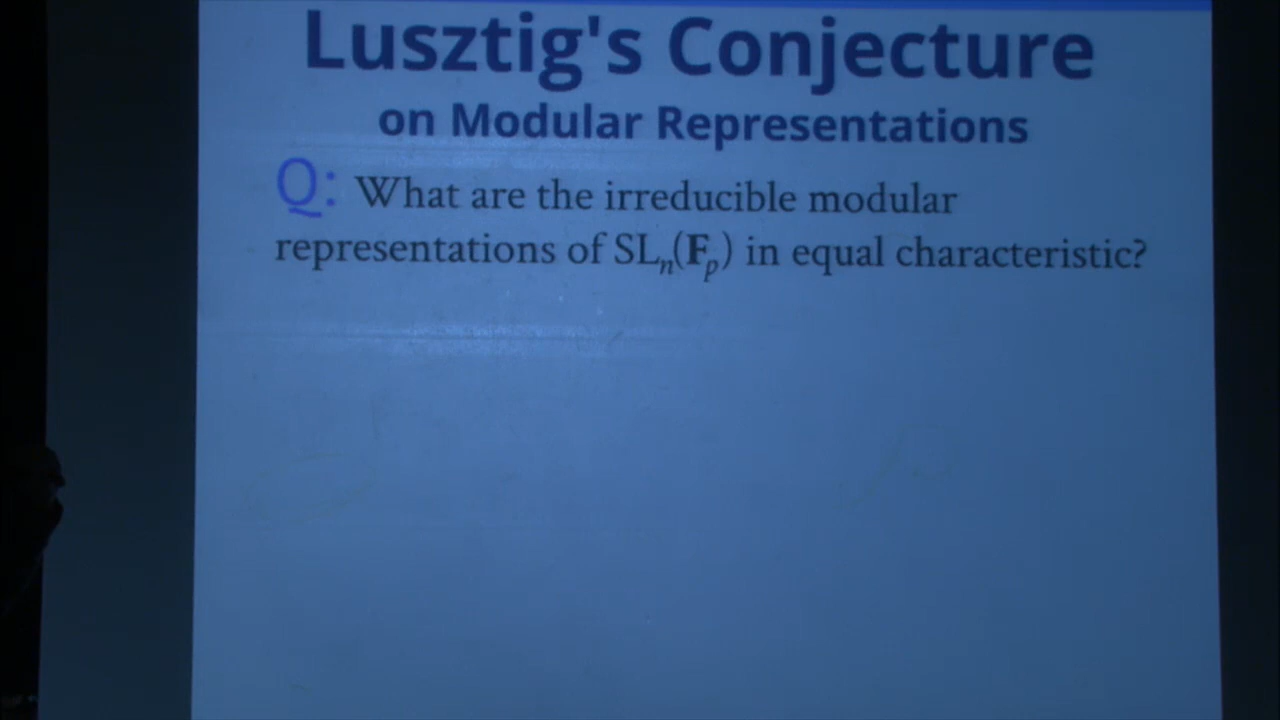 Lusztig's Conjecture
on Modular Representations
Q: What are the irreducible modular
representations of SLₙ(Fₚ) in equal characteristic?